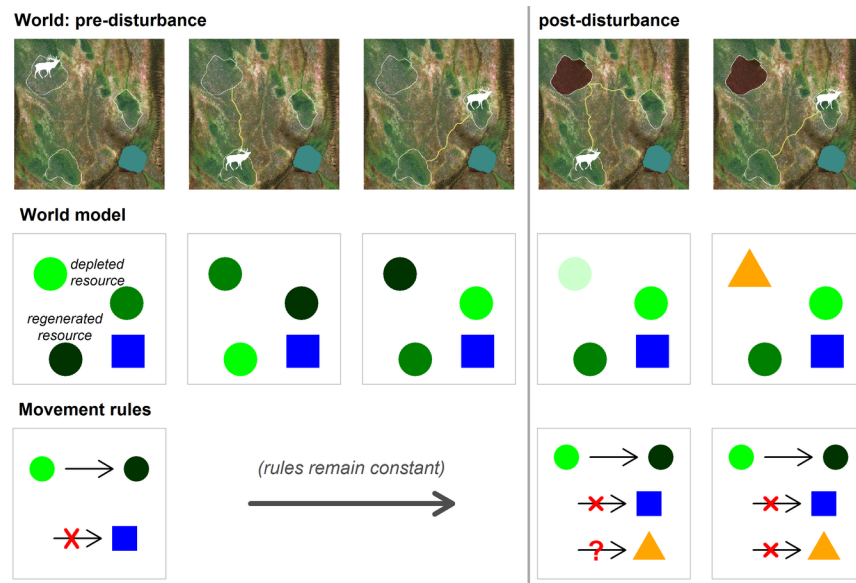 World: pre-disturbance
post-disturbance
World model
depleted
resource
regenerated
resource
Movement rules
(rules remain constant)
?